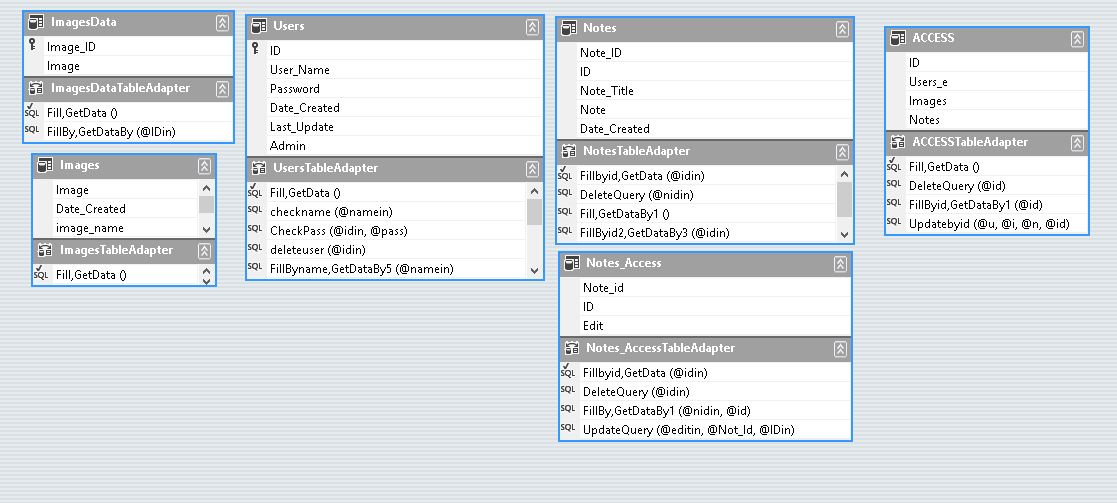 ImagesData
Image_ID
Image
ImagesDataTableAdapter
SQL Fill,GetData ()
SQL FillBy,GetDataBy (@IDin)
Images
Image
Date_Created
image_name
ImagesTableAdapter
SQL Fill,GetData ()
Users
ID
User_Name
Password
Date_Created
Last_Update
Admin
UsersTableAdapter
SQL Fill,GetData ()
SQL checkname (@namein)
SQL CheckPass (@idin, @pass)
SQL deleteuser (@idin)
SQL FillByname,GetDataBy5 (@namein)
Notes
Note_ID
ID
Note_Title
Note
Date_Created
NotesTableAdapter
SQL Fillbyid,GetData (@idin)
SQL DeleteQuery (@nidin)
SQL Fill,GetDataBy1 ()
SQL FillByid2,GetDataBy3 (@idin)
Notes_Access
Note_id
ID
Edit
Notes_AccessTableAdapter
SQL Fillbyid,GetData (@idin)
SQL DeleteQuery (@idin)
SQL FillBy,GetDataBy1 (@nidin, @id)
SQL UpdateQuery (@editin, @Not_Id, @IDin)
ACCESS
ID
Users_e
Images
Notes
ACCESSTableAdapter
SQL Fill,GetData ()
SQL DeleteQuery (@id)
SQL FillByid,GetDataBy1 (@id)
SQL Updatebyid (@u, @i, @n, @id)